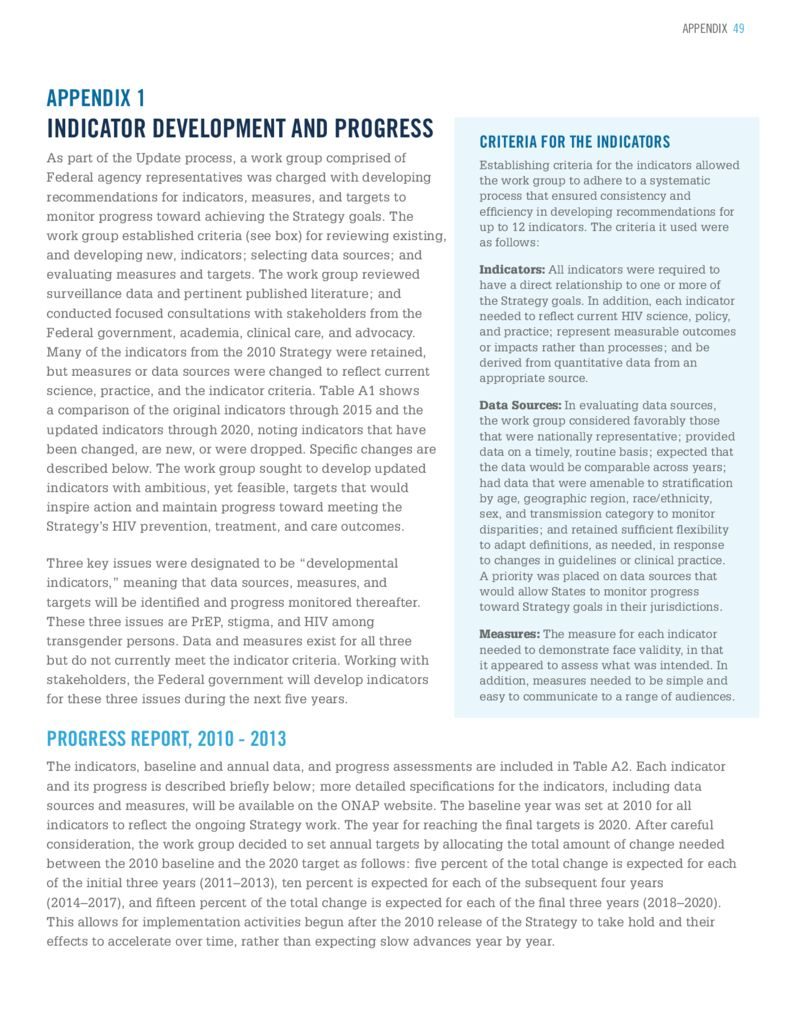 APPENDIX 49
APPENDIX 1
INDICATOR DEVELOPMENT AND PROGRESS
As part of the Update process, a work group comprised of
Federal agency representatives was charged with developing
recommendations for indicators, measures, and targets to
monitor progress toward achieving the Strategy goals. The
work group established criteria (see box) for reviewing existing,
and developing new, indicators; selecting data sources; and
evaluating measures and targets. The work group reviewed
surveillance data and pertinent published literature; and
conducted focused consultations with stakeholders from the
Federal government, academia, clinical care, and advocacy.
Many of the indicators from the 2010 Strategy were retained,
but measures or data sources were changed to reflect current
science, practice, and the indicator criteria. Table A1 shows
a comparison of the original indicators through 2015 and the
updated indicators through 2020, noting indicators that have
been changed, are new, or were dropped. Specific changes are
described below. The work group sought to develop updated
indicators with ambitious, yet feasible, targets that would
inspire action and maintain progress toward meeting the
Strategy's HIV prevention, treatment, and care outcomes.
Three key issues were designated to be "developmental
indicators," meaning that data sources, measures, and
targets will be identified and progress monitored thereafter.
These three issues are PrEP, stigma, and HIV among
transgender persons. Data and measures exist for all three
but do not currently meet the indicator criteria. Working with
stakeholders, the Federal government will develop indicators
for these three issues during the next five years.
CRITERIA FOR THE INDICATORS
Establishing criteria for the indicators allowed
the work group to adhere to a systematic
process that ensured consistency and
efficiency in developing recommendations for
up to 12 indicators. The criteria it used were
as follows:
Indicators: All indicators were required to
have a direct relationship to one or more of
the Strategy goals. In addition, each indicator
needed to reflect current HIV science, policy,
and practice; represent measurable outcomes
or impacts rather than processes; and be
derived from quantitative data from an
appropriate source.
Data Sources: In evaluating data sources,
the work group considered favorably those
that were nationally representative; provided
data on a timely, routine basis; expected that
the data would be comparable across years;
had data that were amenable to stratification
by age, geographic region, race/ethnicity,
sex, and transmission category to monitor
disparities; and retained sufficient flexibility
to adapt definitions, as needed, in response
to changes in guidelines or clinical practice.
A priority was placed on data sources that
would allow States to monitor progress
toward Strategy goals in their jurisdictions.
Measures: The measure for each indicator
needed to demonstrate face validity, in that
it appeared to assess what was intended. In
addition, measures needed to be simple and
easy to communicate to a range of audiences.
PROGRESS REPORT, 2010 - 2013
The indicators, baseline and annual data, and progress assessments are included in Table A2. Each indicator
and its progress is described briefly below; more detailed specifications for the indicators, including data
sources and measures, will be available on the ONAP website. The baseline year was set at 2010 for all
indicators to reflect the ongoing Strategy work. The year for reaching the final targets is 2020. After careful
consideration, the work group decided to set annual targets by allocating the total amount of change needed
between the 2010 baseline and the 2020 target as follows: five percent of the total change is expected for each
of the initial three years (2011–2013), ten percent is expected for each of the subsequent four years
(2014–2017), and fifteen percent of the total change is expected for each of the final three years (2018–2020).
This allows for implementation activities begun after the 2010 release of the Strategy to take hold and their
effects to accelerate over time, rather than expecting slow advances year by year.